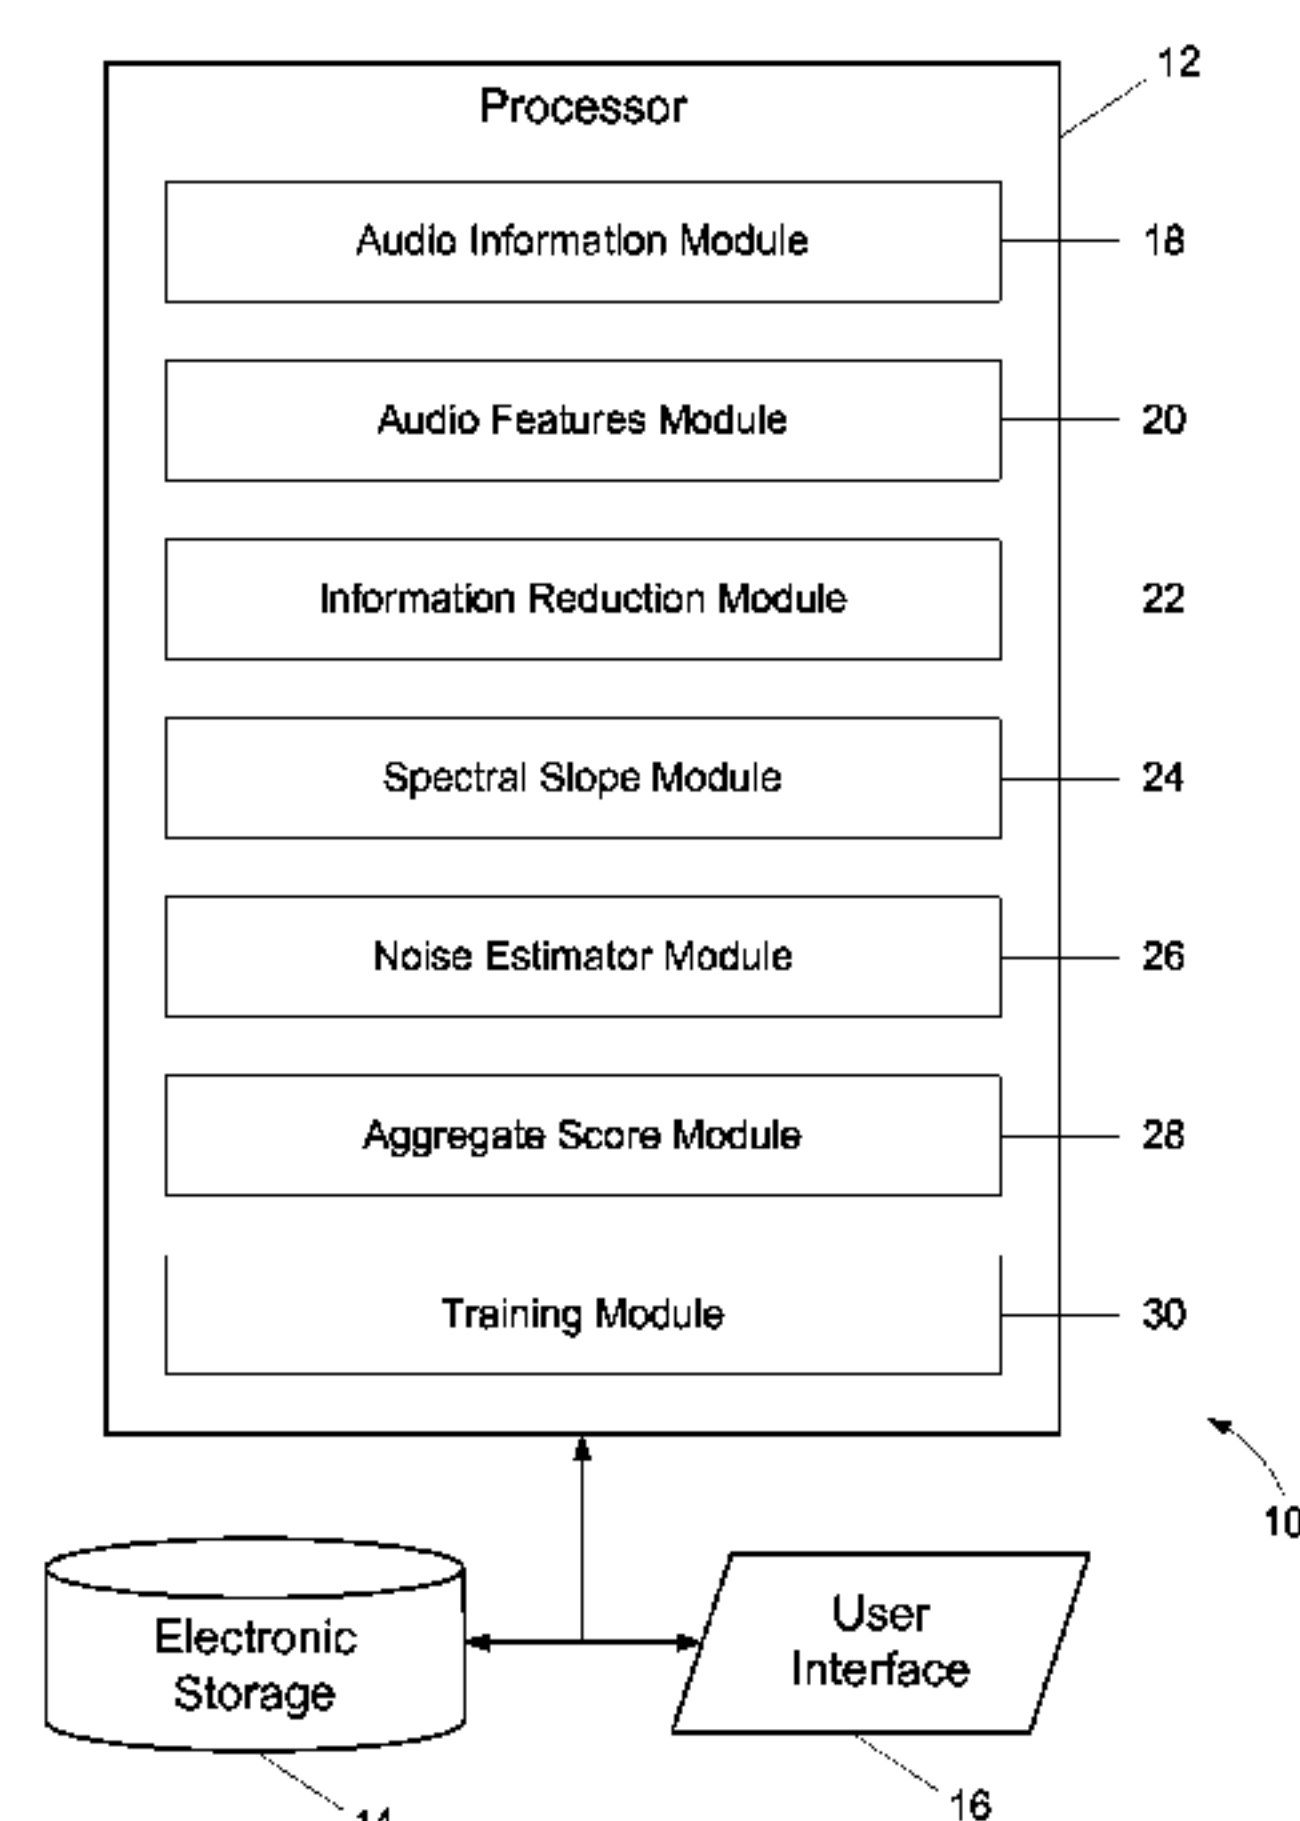 12
Processor
Audio Information Module
18
Audio Features Module
20
Information Reduction Module
22
Spectral Slope Module
24
Noise Estimator Module
26
Aggregate Score Module
28
Training Module
30
10
Electronic
Storage
User
Interface
14
16